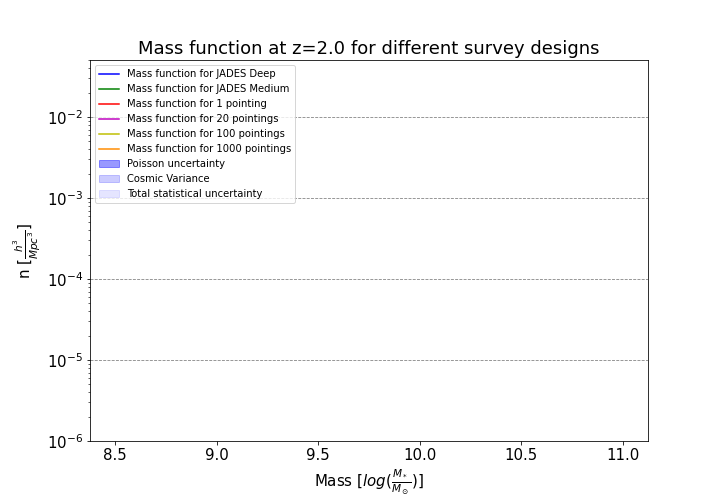 Mass function at z=2.0 for different survey designs
Mass function for JADES Deep
Mass function for JADES Medium
Mass function for 1 pointing
Mass function for 20 pointings
Mass function for 100 pointings
Mass function for 1000 pointings
Poisson uncertainty
Cosmic Variance
Total statistical uncertainty
n [h³/Mpc³]
10⁻²
10⁻³
10⁻⁴
10⁻⁵
10⁻⁶
8.5 9.0 9.5 10.0 10.5 11.0
Mass [log(M*/M⊙)]